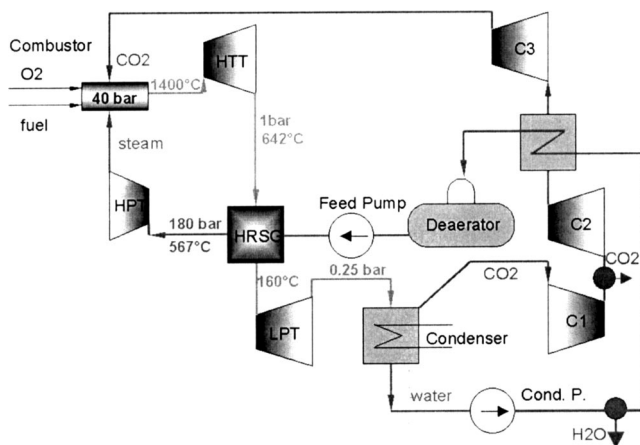 Combustor
O2
fuel
40 bar
CO2
1400°C
HTT
C3
steam
1bar
642°C
HPT
180 bar
567°C
HRSG
Feed Pump
Deaerator
C2
CO2
160°C
0.25 bar
LPT
CO2
C1
Condenser
water
Cond. P.
H2O